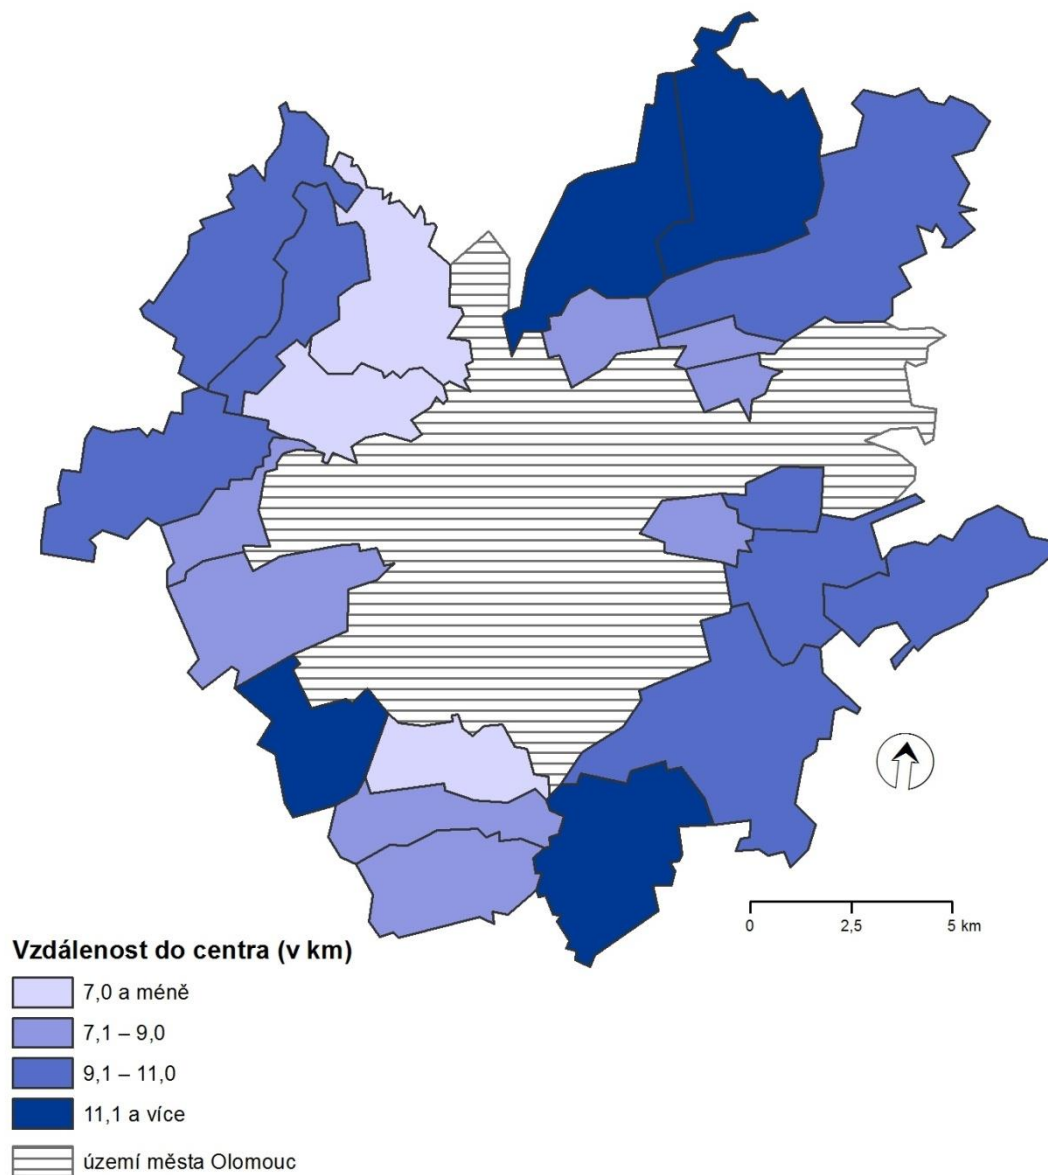 0 2,5 5 km
Vzdálenost do centra (v km)
7,0 a méně
7,1 – 9,0
9,1 – 11,0
11,1 a více
území města Olomouc